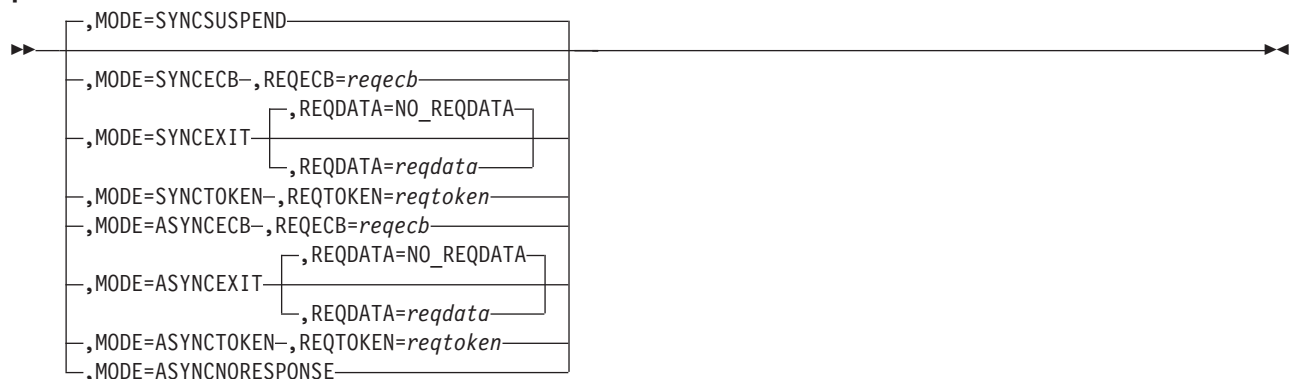 ,MODE=SYNCSUSPEND
,MODE=SYNCECB ,REQECB=reqecb
,REQDATA=NO_REQDATA
,MODE=SYNCEXIT
,REQDATA=reqdata
,MODE=SYNCTOKEN ,REQTOKEN=reqtoken
,MODE=ASYNCECB ,REQECB=reqecb
,REQDATA=NO_REQDATA
,MODE=ASYNCEXIT
,REQDATA=reqdata
,MODE=ASYNCTOKEN ,REQTOKEN=reqtoken
,MODE=ASYNCNORESPONSE